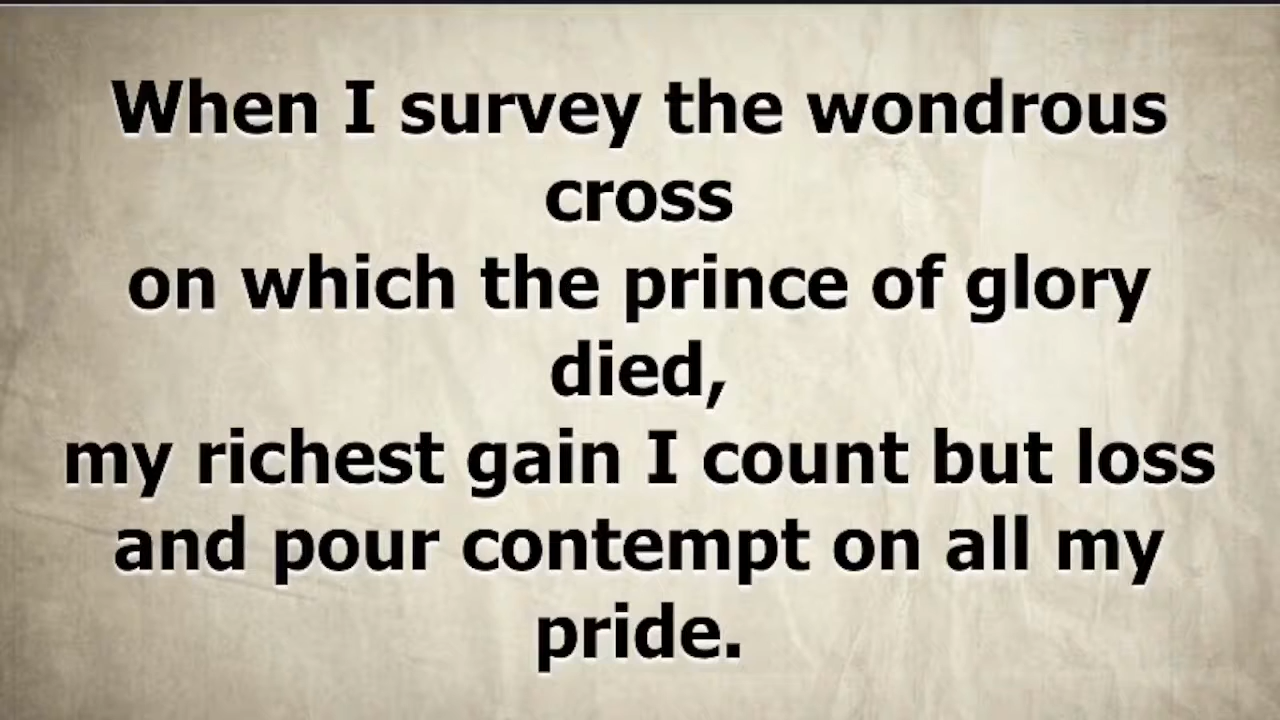 When I survey the wondrous
cross
on which the prince of glory
died,
my richest gain I count but loss
and pour contempt on all my
pride.